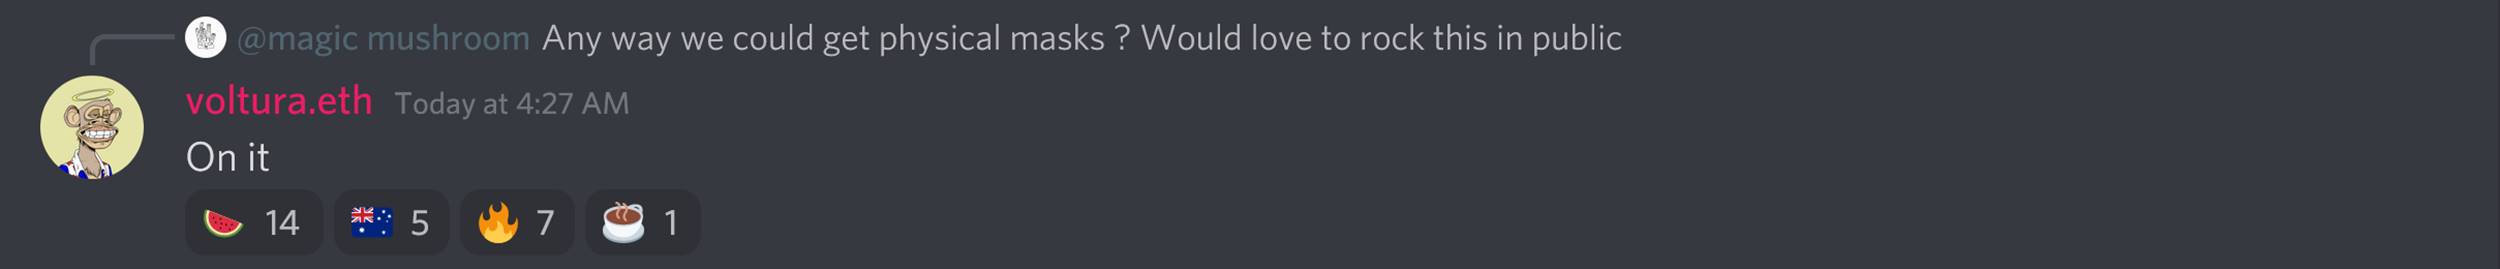 @magic mushroom Any way we could get physical masks ? Would love to rock this in public
voltura.eth Today at 4:27 AM
On it
14 5 7 1